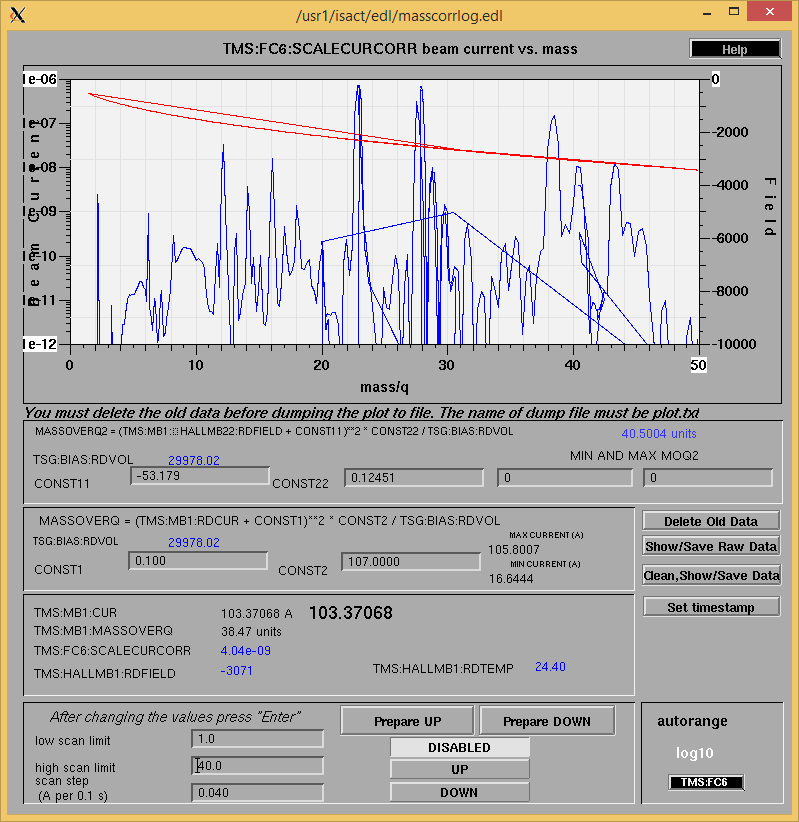 /usr1/isact/edl/masscorrlog.edl
TMS:FC6:SCALECURCORR beam current vs. mass
Help
1e-06
1e-07
1e-08
1e-09
1e-10
1e-11
1e-12
Beam Current
0
-2000
-4000
-6000
-8000
-10000
Field
0 10 20 30 40 50
mass/q
You must delete the old data before dumping the plot to file. The name of dump file must be plot.txt
MASSOVERQ2 = (TMS:MB1: HALLMB22:RDFIELD + CONST11)**2 * CONST22 / TSG:BIAS:RDVOL
40.5004 units
TSG:BIAS:RDVOL 29978.02 MIN AND MAX MOQ2
CONST11 -53.179 CONST22 0.12451 0 0
MASSOVERQ = (TMS:MB1:RDCUR + CONST1)**2 * CONST2 / TSG:BIAS:RDVOL
TSG:BIAS:RDVOL 29978.02
MAX CURRENT (A)
105.8007
MIN CURRENT (A)
16.6444
CONST1 0.100 CONST2 107.0000
Delete Old Data
Show/Save Raw Data
Clean,Show/Save Data
Set timestamp
TMS:MB1:CUR 103.37068 A 103.37068
TMS:MB1:MASSOVERQ 38.47 units
TMS:FC6:SCALECURCORR 4.04e-09
TMS:HALLMB1:RDFIELD -3071 TMS:HALLMB1:RDTEMP 24.40
After changing the values press "Enter"
low scan limit 1.0
high scan limit 40.0
scan step
(A per 0.1 s) 0.040
Prepare UP
Prepare DOWN
DISABLED
UP
DOWN
autorange
log10
TMS:FC6